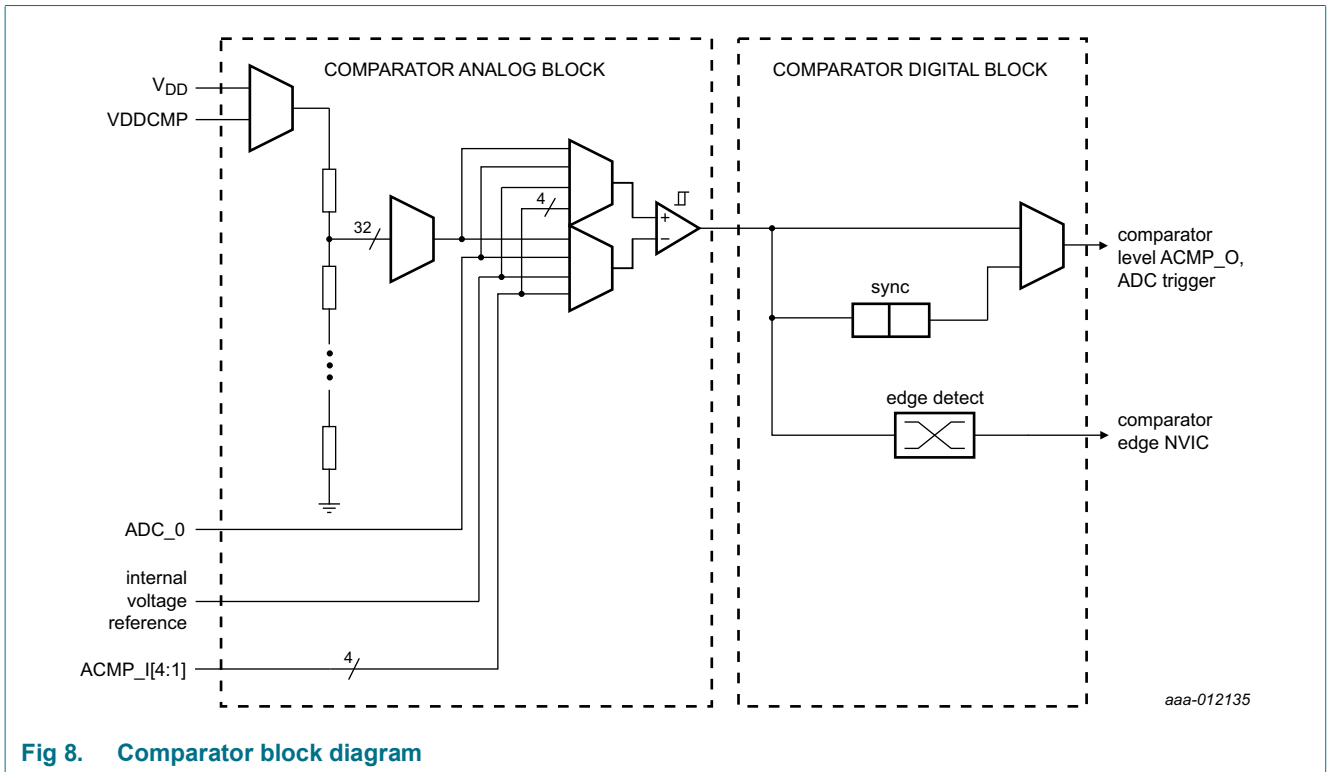 COMPARATOR ANALOG BLOCK
COMPARATOR DIGITAL BLOCK
VDD
VDDCMP
32
4
+
−
sync
edge detect
comparator
level ACMP_O,
ADC trigger
comparator
edge NVIC
ADC_0
internal
voltage
reference
ACMP_I[4:1]
4
aaa-012135
Fig 8. Comparator block diagram